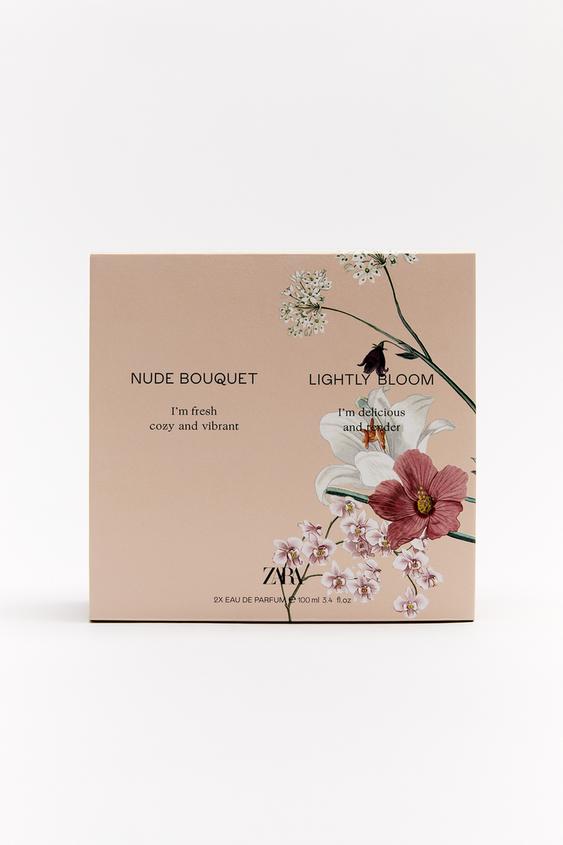 NUDE BOUQUET
I'm fresh
cozy and vibrant
LIGHTLY BLOOM
I'm delicious
and tender
ZARA
2X EAU DE PARFUM ℮ 100 ml 3.4 fl.oz